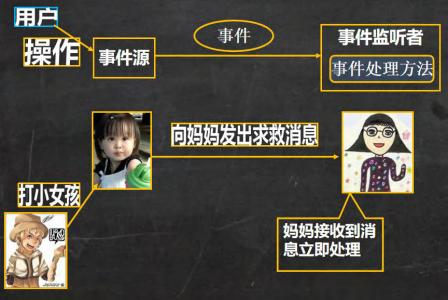 用户
操作
事件源
事件
事件监听者
事件处理方法
向妈妈发出求救消息
打小女孩
妈妈接收到消
息立即处理